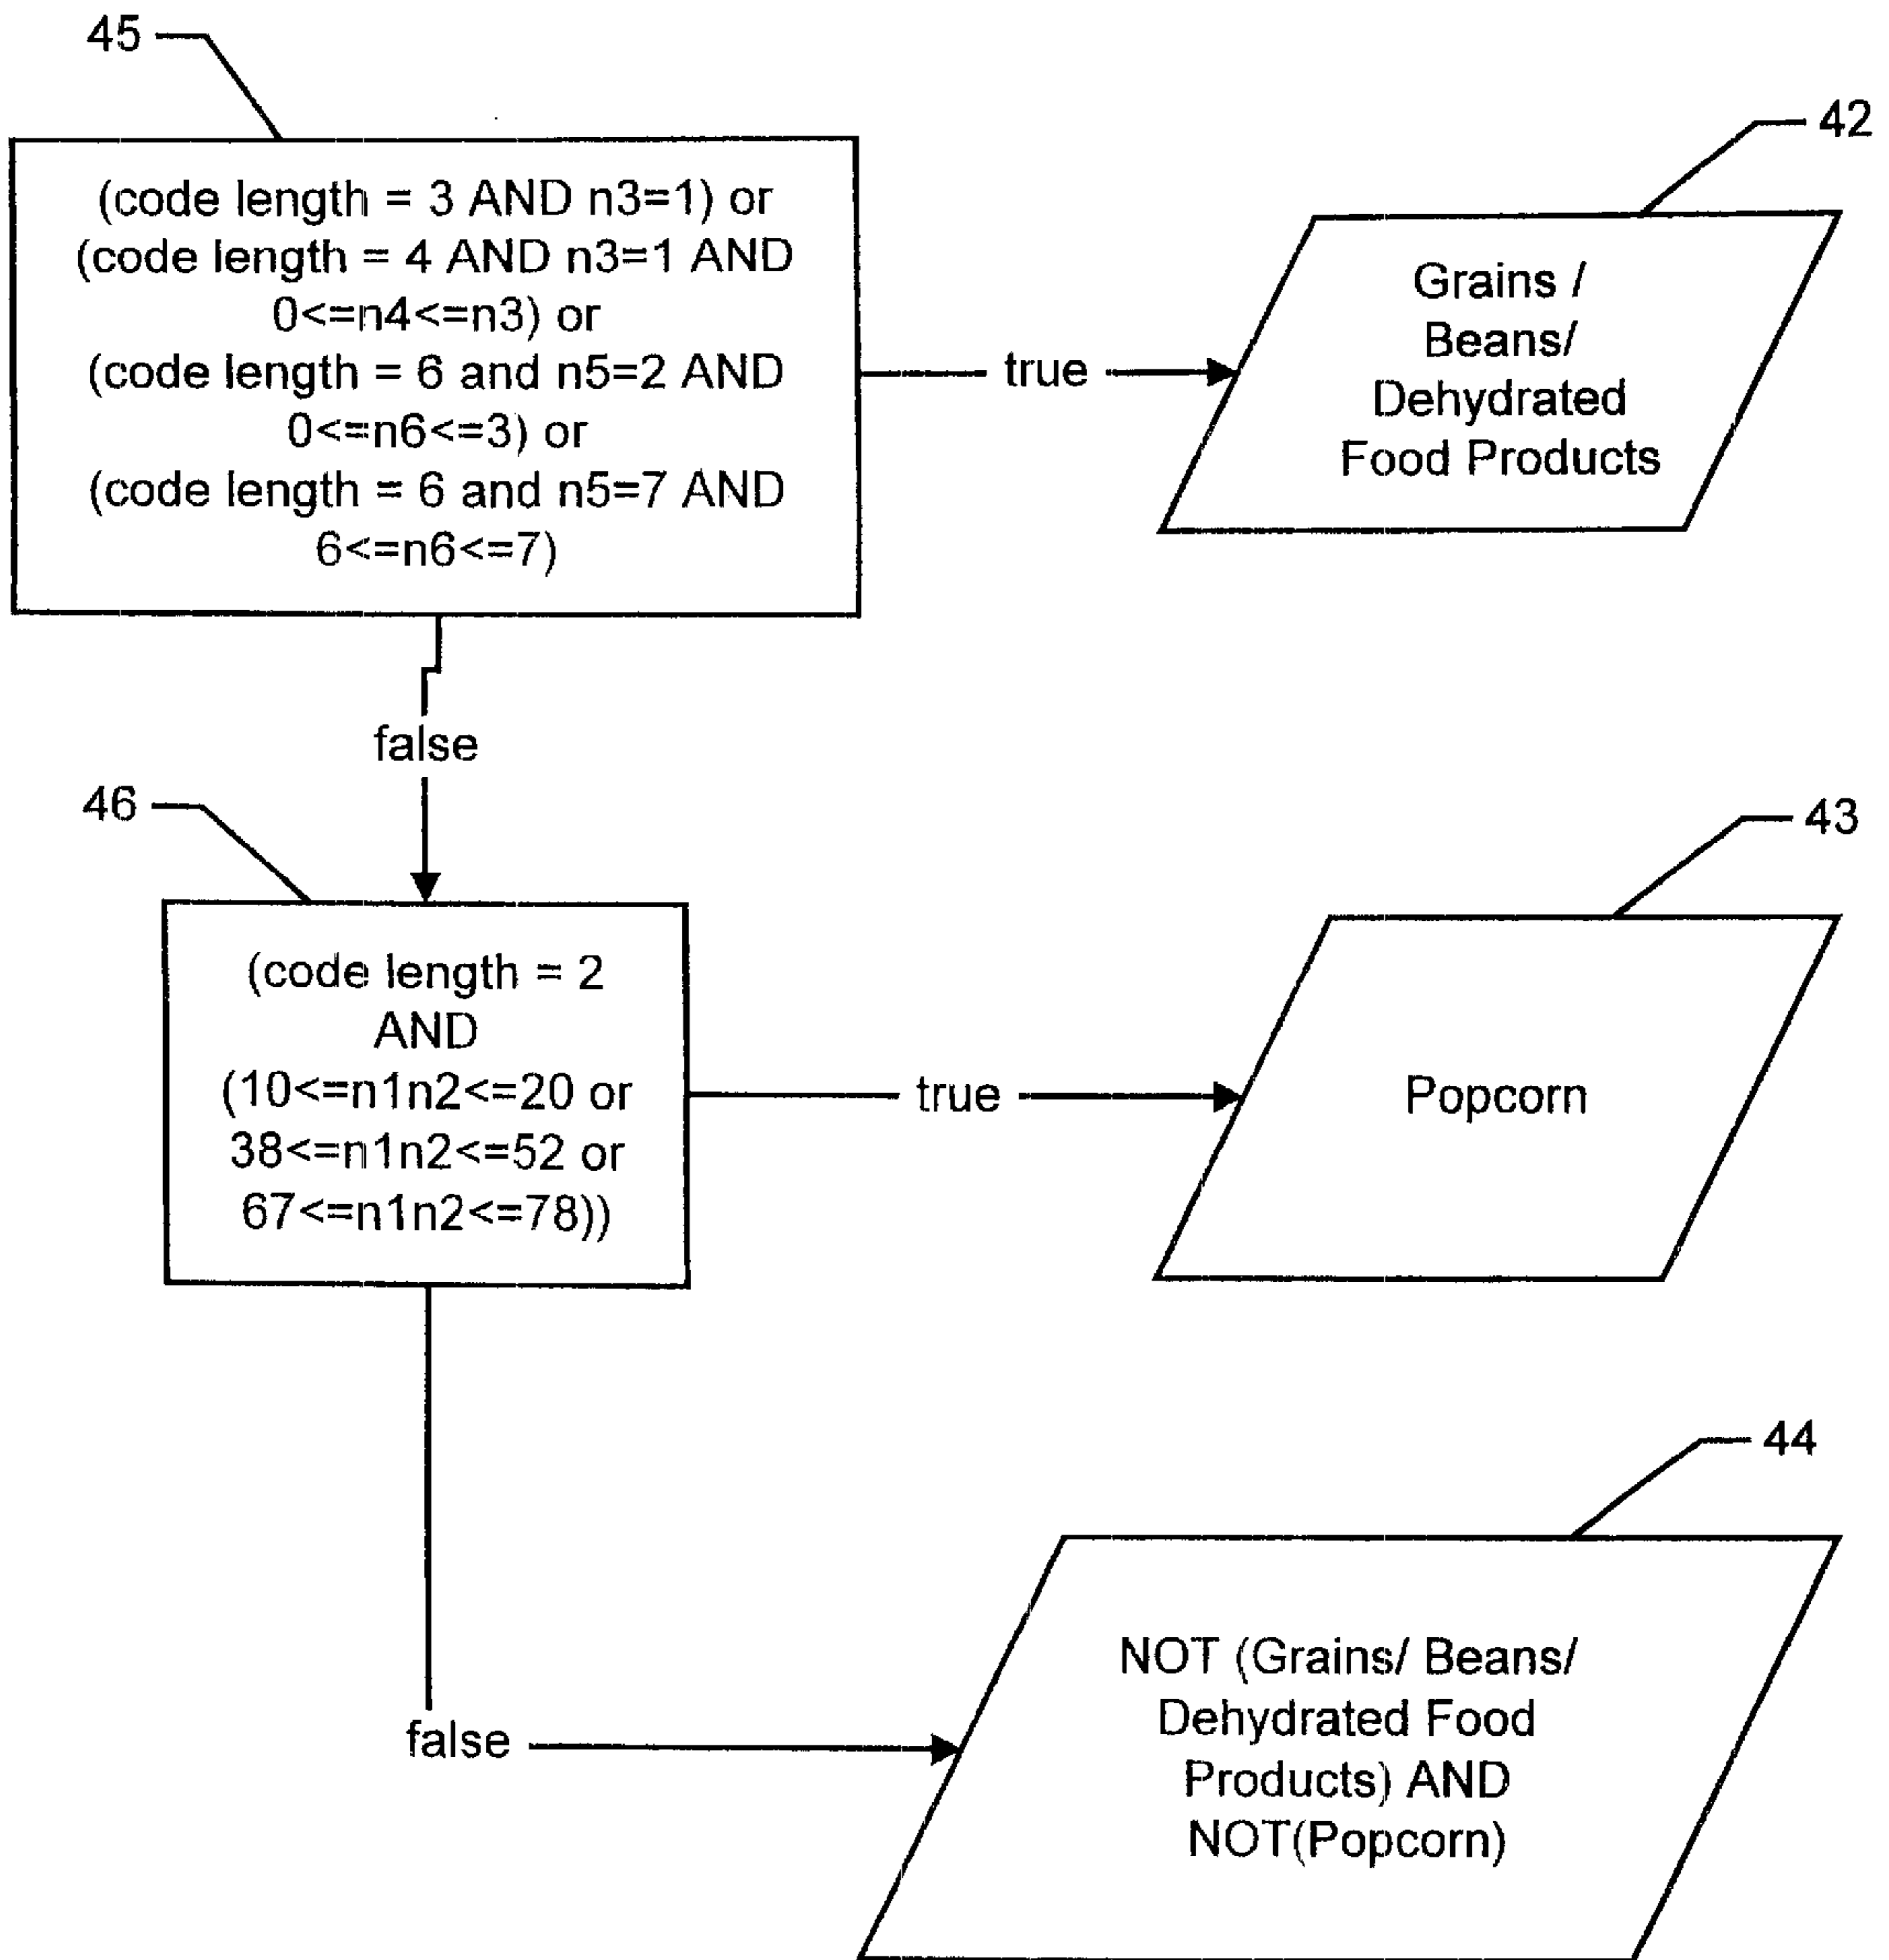 45
42
(code length = 3 AND n3=1) or
(code length = 4 AND n3=1 AND
0<=n4<=n3) or
(code length = 6 and n5=2 AND
0<=n6<=3) or
(code length = 6 and n5=7 AND
6<=n6<=7)
true
Grains /
Beans/
Dehydrated
Food Products
false
46
43
(code length = 2
AND
(10<=n1n2<=20 or
38<=n1n2<=52 or
67<=n1n2<=78))
true
Popcorn
44
false
NOT (Grains/ Beans/
Dehydrated Food
Products) AND
NOT(Popcorn)